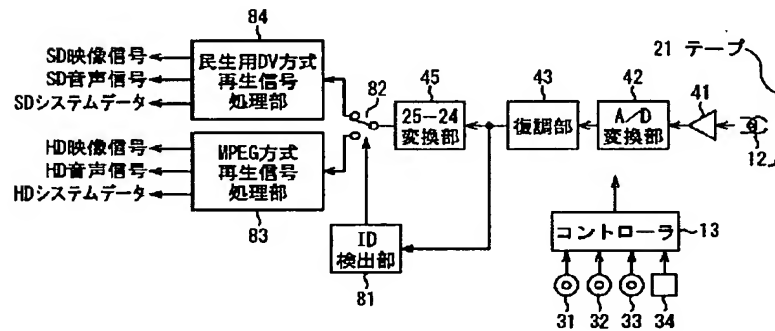 84
SD映像信号
SD音声信号
SDシステムデータ
民生用DV方式
再生信号
処理部
82
45
25−24
変換部
43
復調部
42
A/D
変換部
41
21 テープ
12
HD映像信号
HD音声信号
HDシステムデータ
MPEG方式
再生信号
処理部
83
ID
検出部
81
コントローラ
13
31
32
33
34